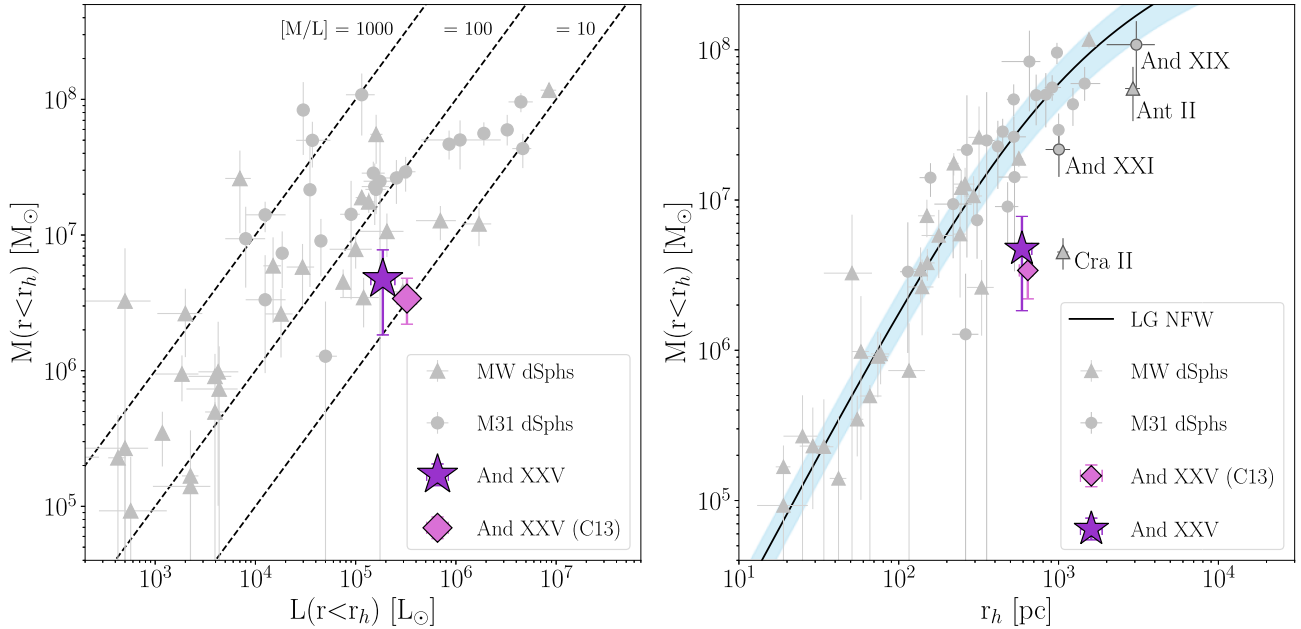 [M/L] = 1000
= 100
= 10
10⁸
10⁷
10⁶
10⁵
M(r<r_h) [M_⊙]
MW dSphs
M31 dSphs
And XXV
And XXV (C13)
10³
10⁴
10⁵
10⁶
10⁷
L(r<r_h) [L_⊙]
And XIX
Ant II
And XXI
Cra II
10⁸
10⁷
10⁶
10⁵
M(r<r_h) [M_⊙]
LG NFW
MW dSphs
M31 dSphs
And XXV (C13)
And XXV
10¹
10²
10³
10⁴
r_h [pc]